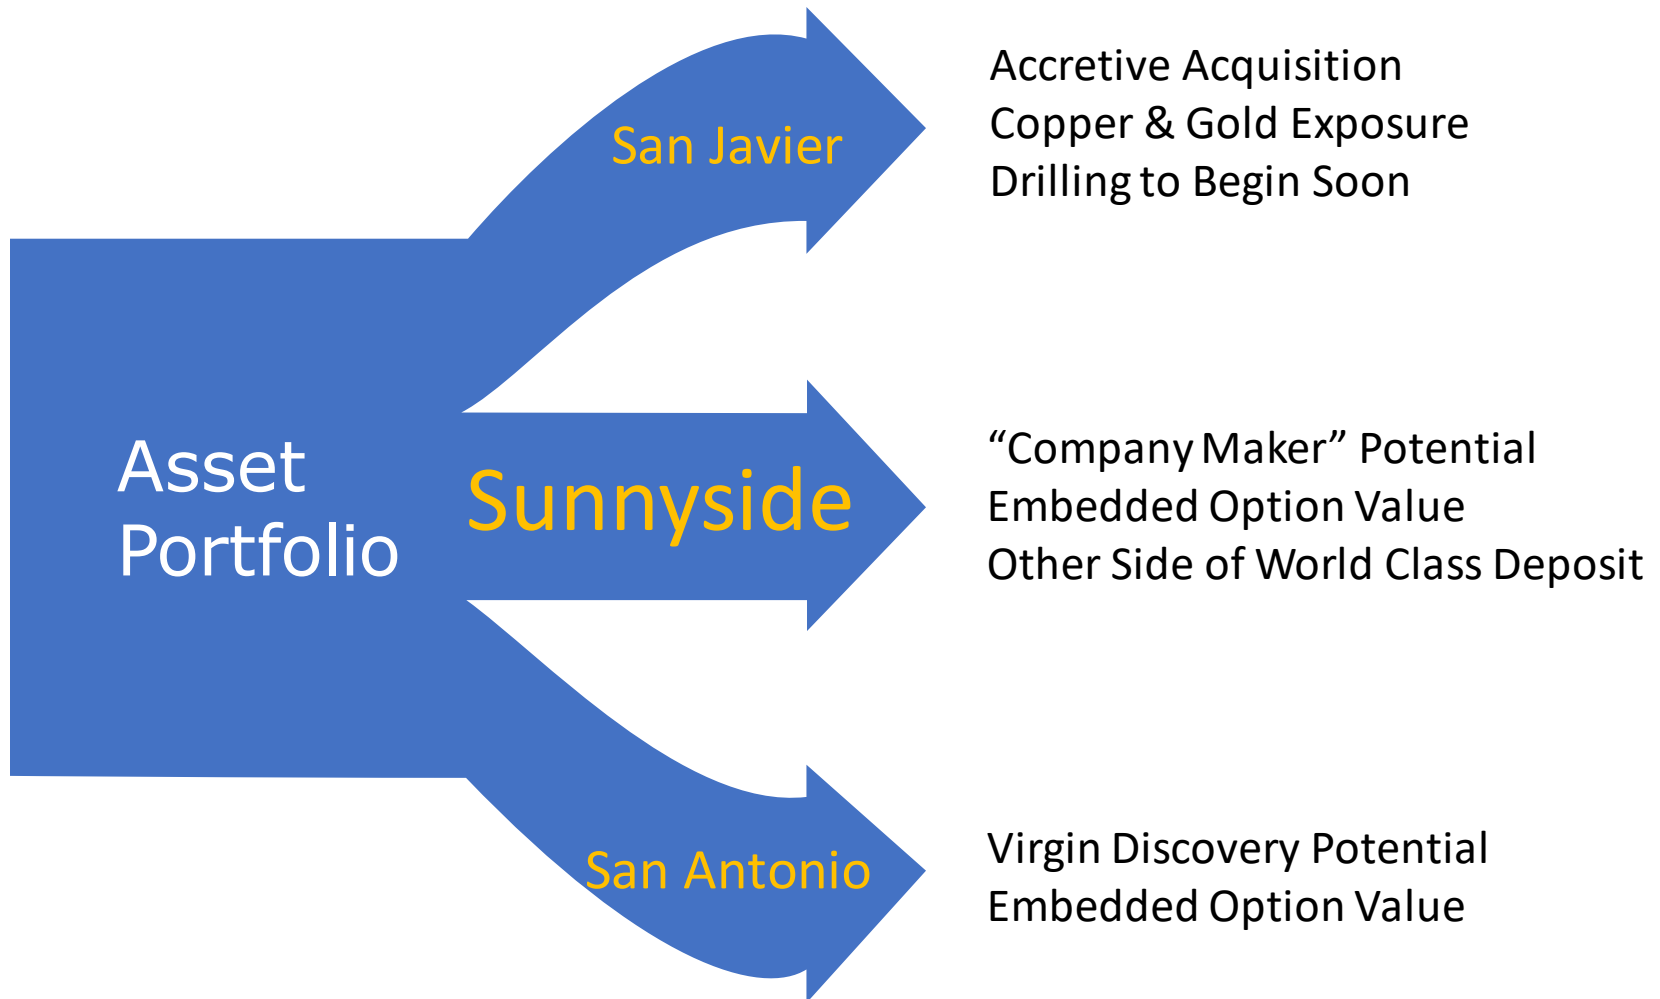 Asset
Portfolio
San Javier
Accretive Acquisition
Copper & Gold Exposure
Drilling to Begin Soon
Sunnyside
“Company Maker” Potential
Embedded Option Value
Other Side of World Class Deposit
San Antonio
Virgin Discovery Potential
Embedded Option Value